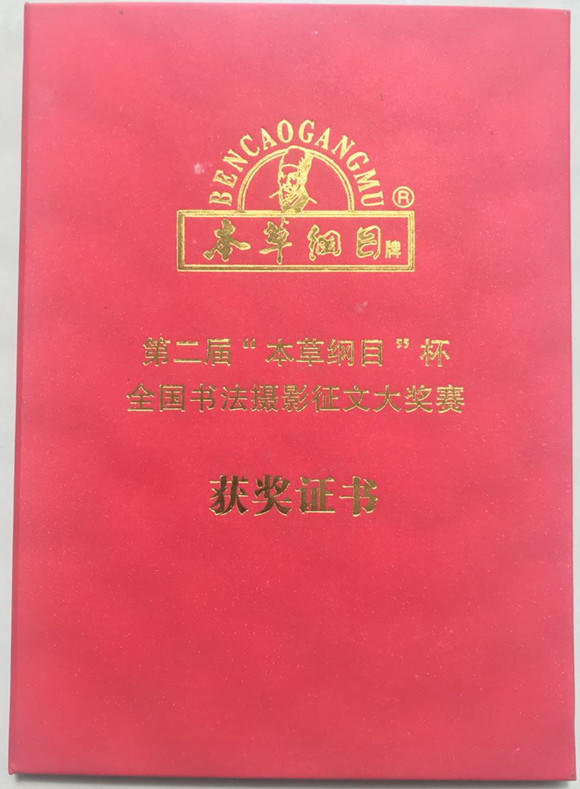 BENCAOGANGMU ®
本草纲目牌
第二届“本草纲目”杯
全国书法摄影征文大奖赛
获奖证书